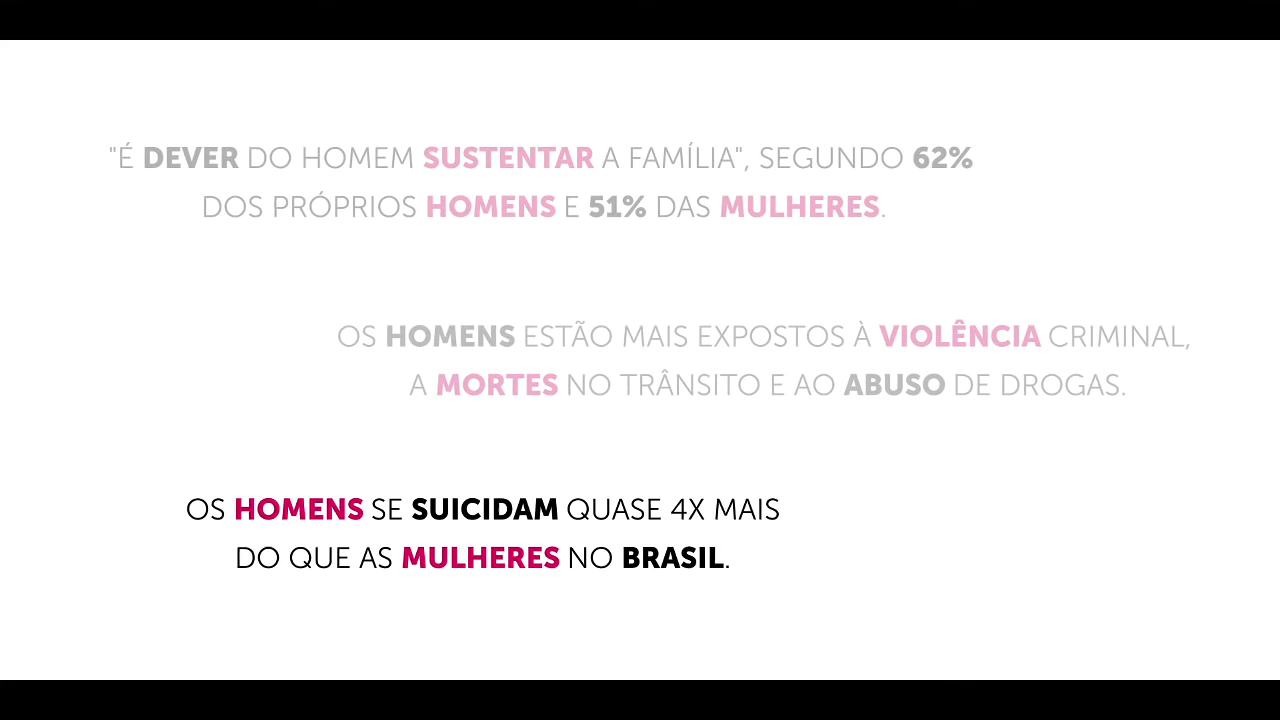 "É DEVER DO HOMEM SUSTENTAR A FAMÍLIA", SEGUNDO 62%
DOS PRÓPRIOS HOMENS E 51% DAS MULHERES.
OS HOMENS ESTÃO MAIS EXPOSTOS À VIOLÊNCIA CRIMINAL,
A MORTES NO TRÂNSITO E AO ABUSO DE DROGAS.
OS HOMENS SE SUICIDAM QUASE 4X MAIS
DO QUE AS MULHERES NO BRASIL.